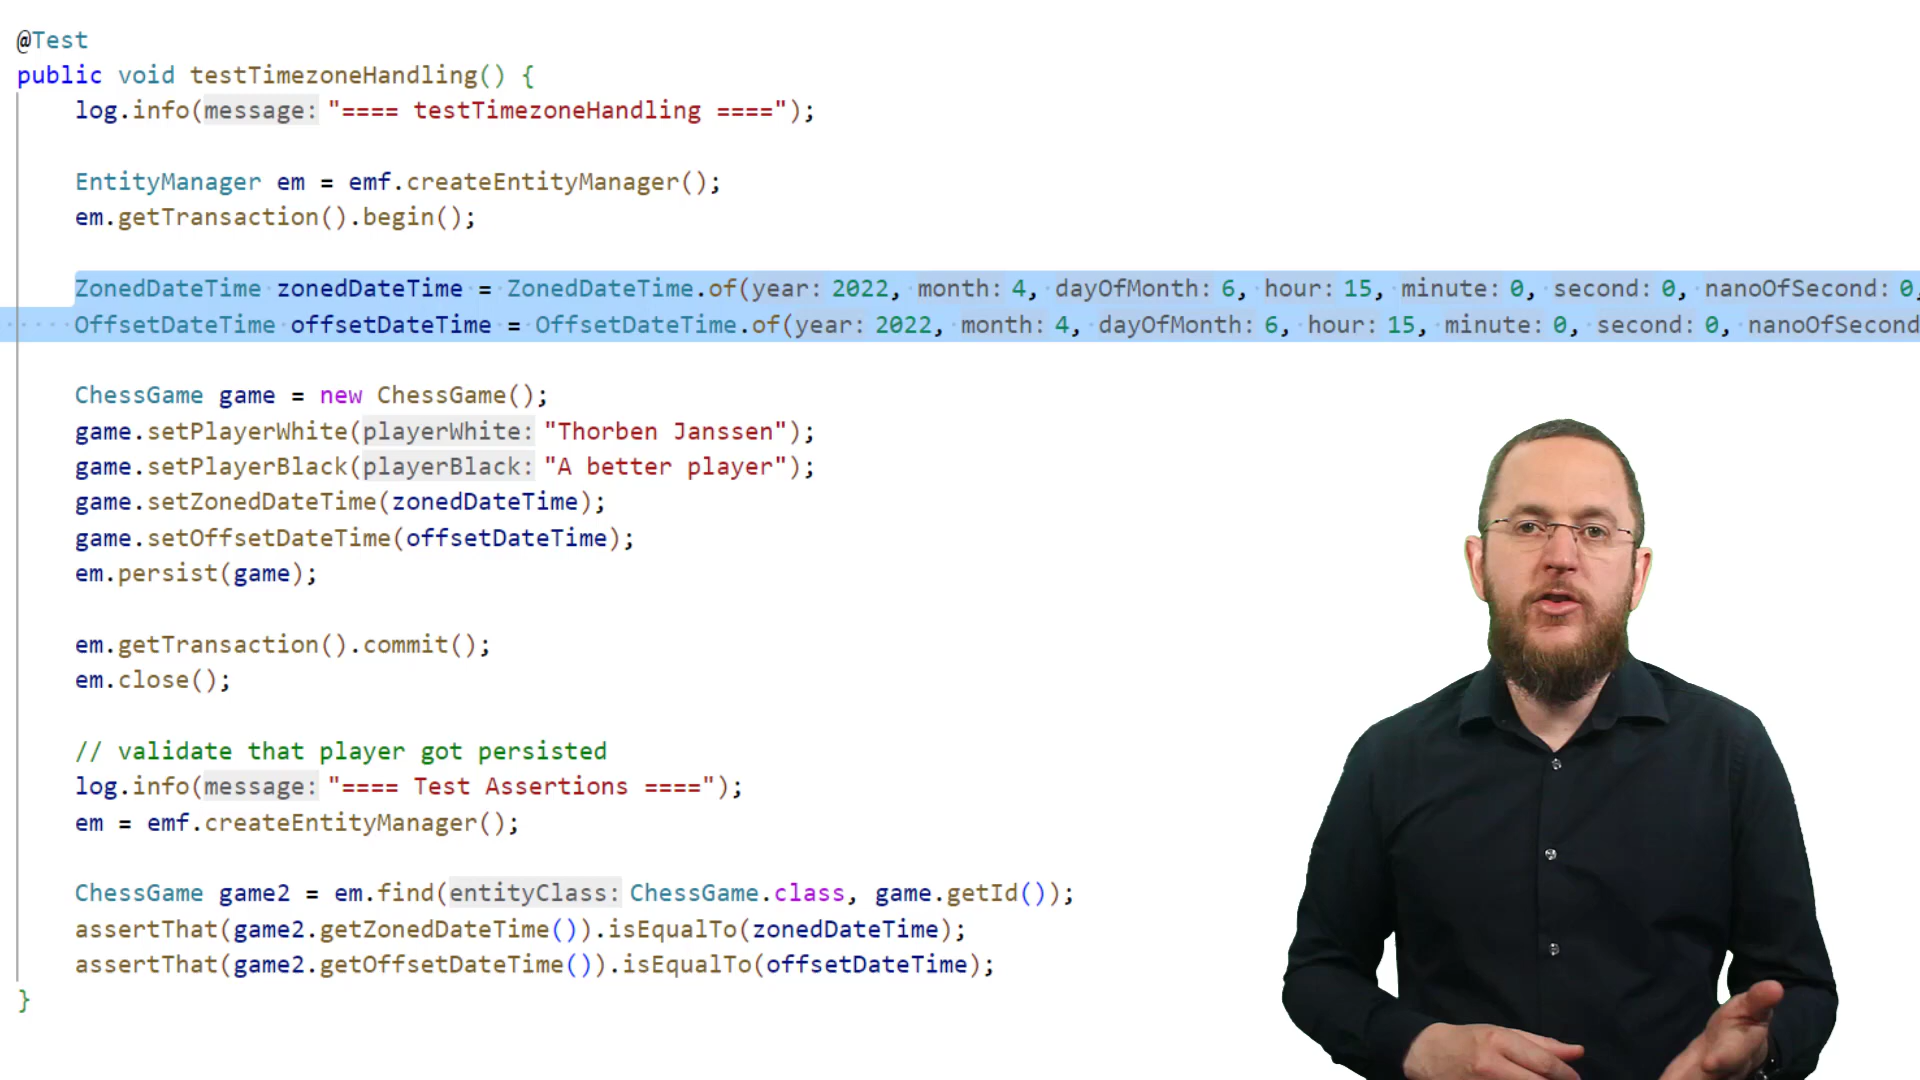 @Test
public void testTimezoneHandling() {
log.info(message: "==== testTimezoneHandling ====");
EntityManager em = emf.createEntityManager();
em.getTransaction().begin();
ZonedDateTime zonedDateTime = ZonedDateTime.of(year: 2022, month: 4, dayOfMonth: 6, hour: 15, minute: 0, second: 0, nanoOfSecond: 0,
OffsetDateTime offsetDateTime = OffsetDateTime.of(year: 2022, month: 4, dayOfMonth: 6, hour: 15, minute: 0, second: 0, nanoOfSecond
ChessGame game = new ChessGame();
game.setPlayerWhite(playerWhite: "Thorben Janssen");
game.setPlayerBlack(playerBlack: "A better player");
game.setZonedDateTime(zonedDateTime);
game.setOffsetDateTime(offsetDateTime);
em.persist(game);
em.getTransaction().commit();
em.close();
// validate that player got persisted
log.info(message: "==== Test Assertions ====");
em = emf.createEntityManager();
ChessGame game2 = em.find(entityClass: ChessGame.class, game.getId());
assertThat(game2.getZonedDateTime()).isEqualTo(zonedDateTime);
assertThat(game2.getOffsetDateTime()).isEqualTo(offsetDateTime);
}